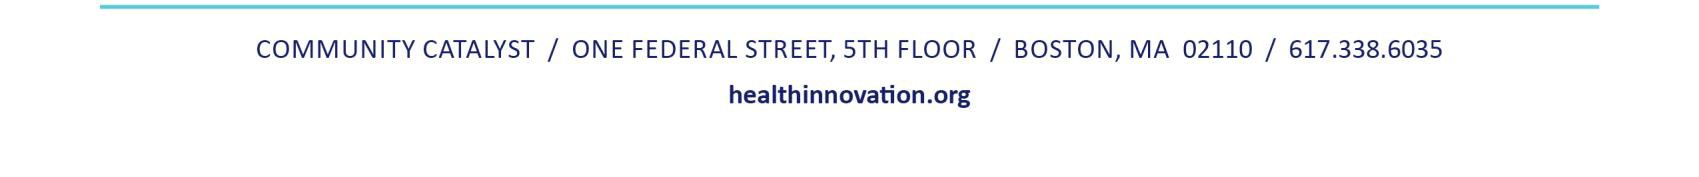 COMMUNITY CATALYST / ONE FEDERAL STREET, 5TH FLOOR / BOSTON, MA 02110 / 617.338.6035
healthinnovation.org